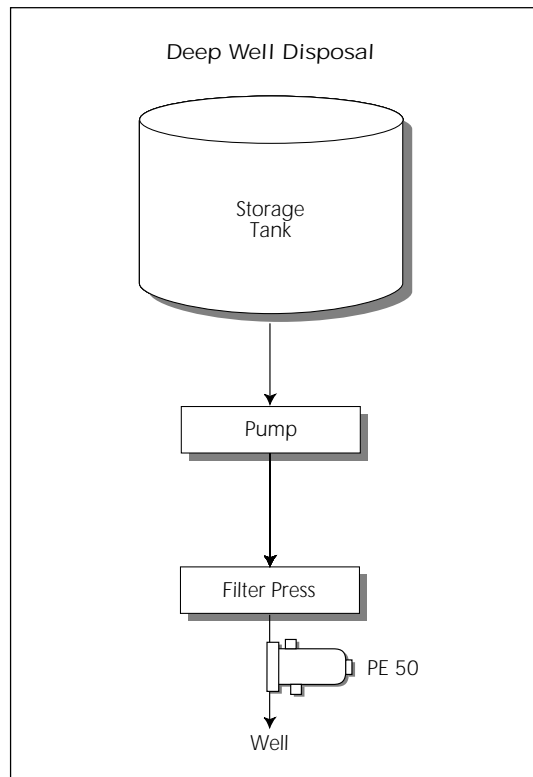 Deep Well Disposal
Storage
Tank
Pump
Filter Press
PE 50
Well